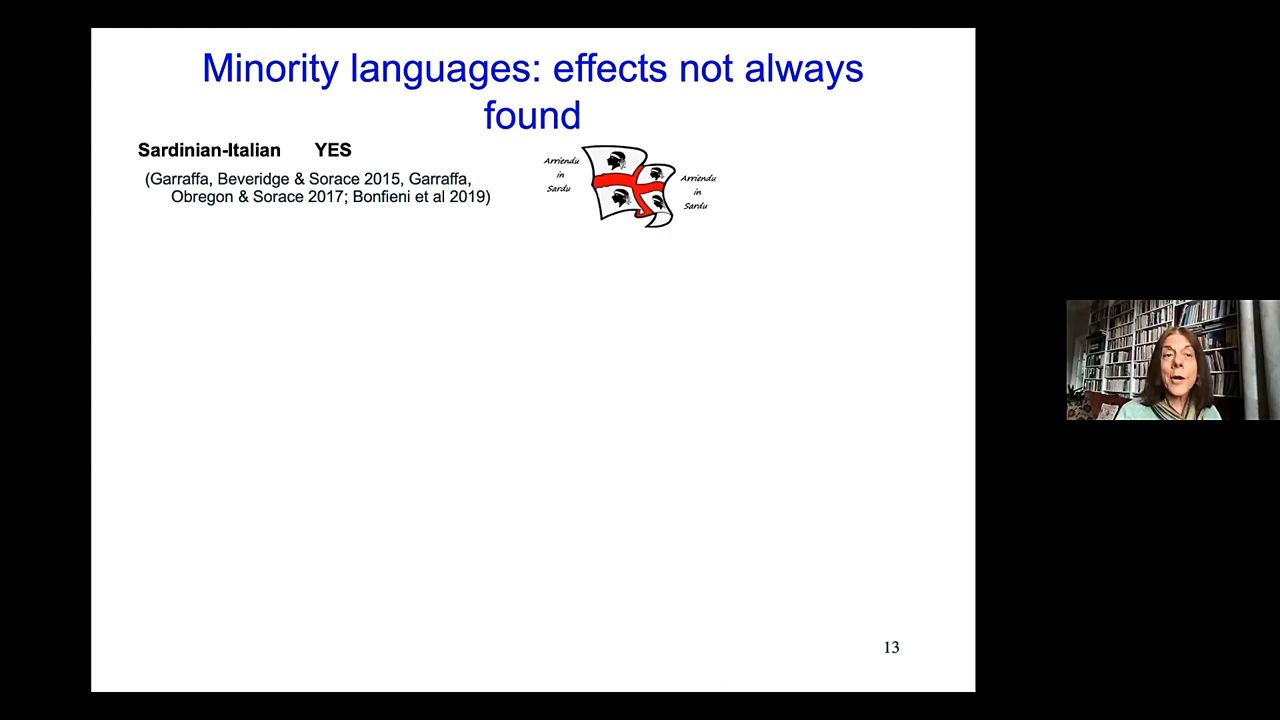 Minority languages: effects not always
found
Sardinian-Italian YES
(Garraffa, Beveridge & Sorace 2015, Garraffa,
Obregon & Sorace 2017; Bonfieni et al 2019)
Arriendu
in
Sardu
Arriendu
in
Sardu
13